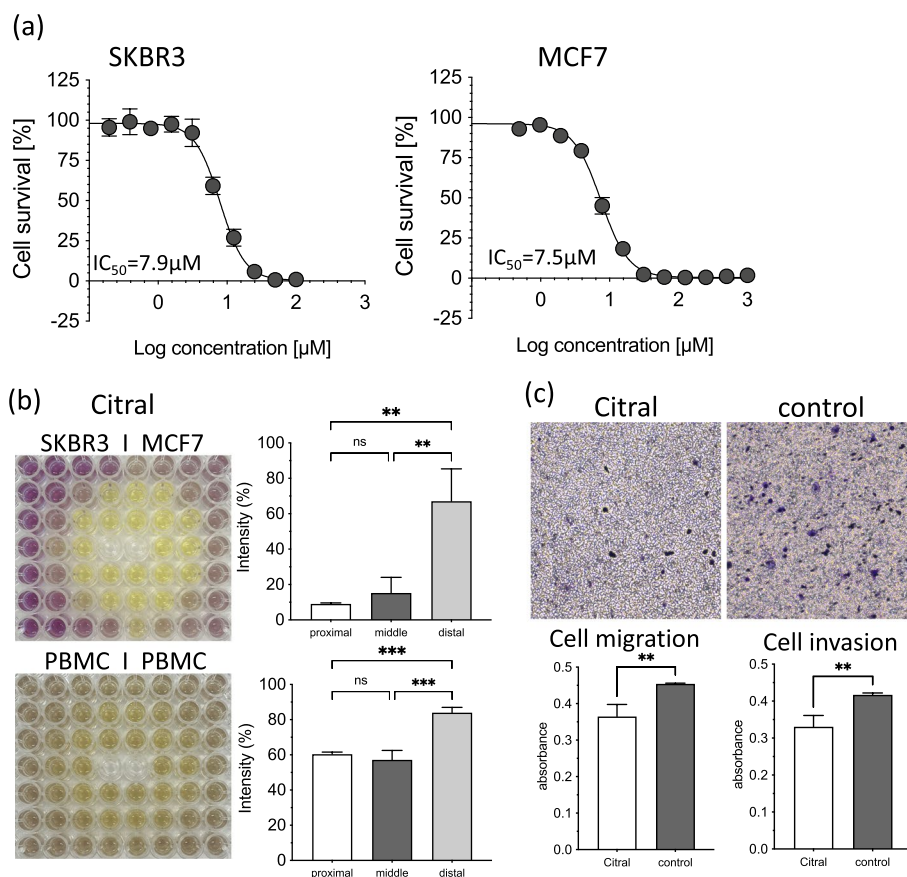 (a)
SKBR3
MCF7
125
100
75
50
25
0
-25
Cell survival [%]
IC50=7.9µM
0 1 2 3
Log concentration [µM]
125
100
75
50
25
0
-25
Cell survival [%]
IC50=7.5µM
0 1 2 3
Log concentration [µM]
(b)
Citral
SKBR3 I MCF7
100
80
60
40
20
0
Intensity (%)
**
ns
**
proximal middle distal
PBMC I PBMC
100
80
60
40
20
0
Intensity (%)
***
ns
***
proximal middle distal
(c)
Citral
control
Cell migration
0.5
0.4
0.3
0.2
0.1
0.0
absorbance
**
Citral control
Cell invasion
0.5
0.4
0.3
0.2
0.1
0.0
absorbance
**
Citral control